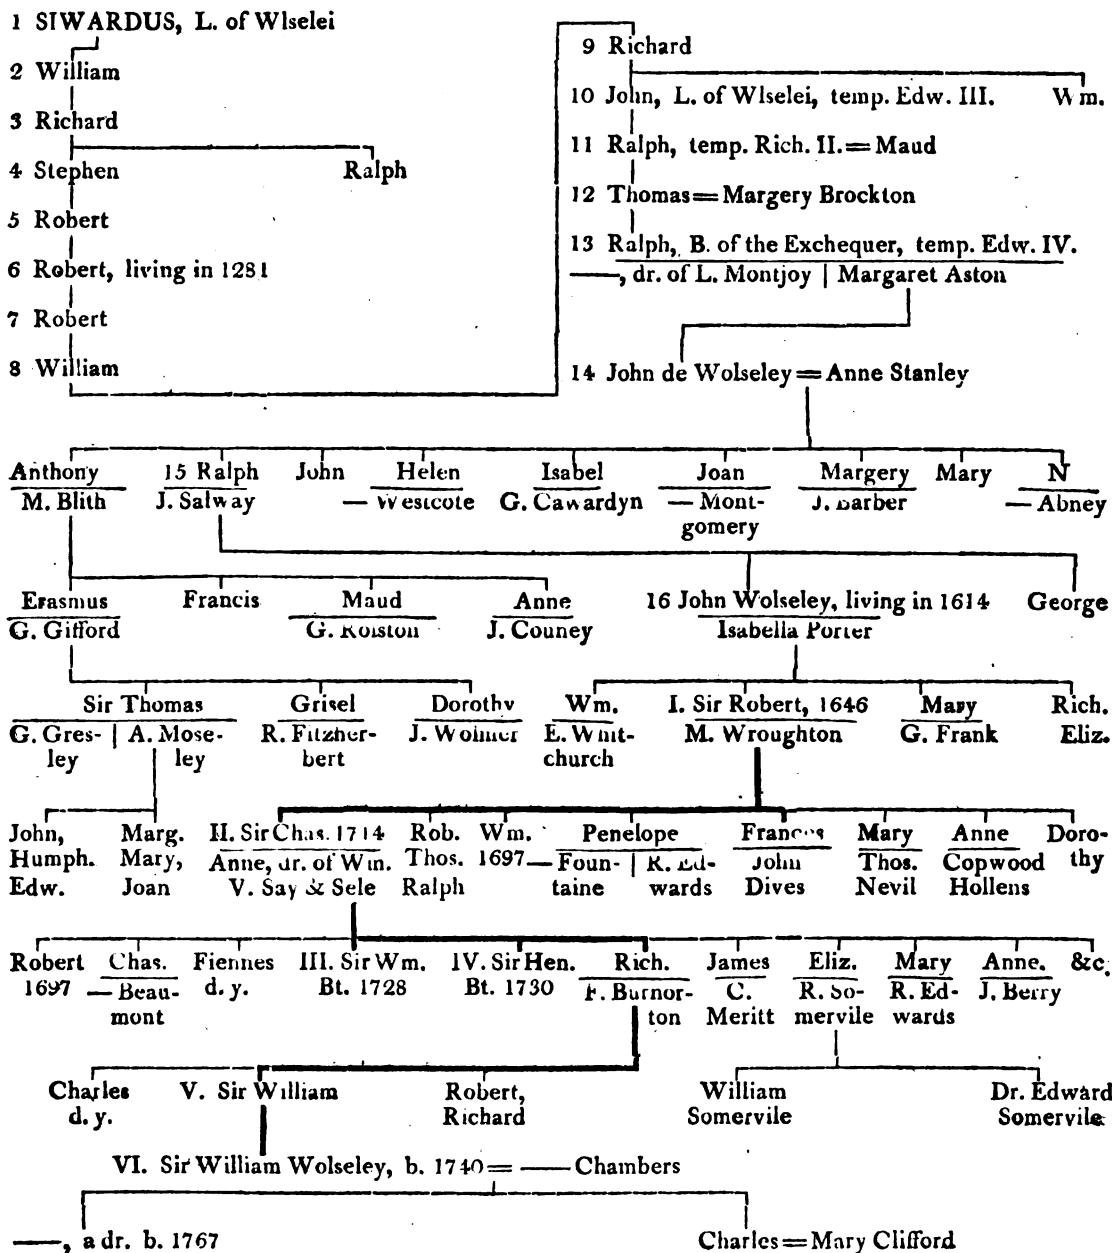 1 SIWARDUS, L. of Wlselei
2 William
3 Richard
4 Stephen Ralph
5 Robert
6 Robert, living in 1281
7 Robert
8 William
9 Richard
10 John, L. of Wlselei, temp. Edw. III. Wm.
11 Ralph, temp. Rich. II. = Maud
12 Thomas = Margery Brockton
13 Ralph, B. of the Exchequer, temp. Edw. IV.
——, dr. of L. Montjoy | Margaret Aston
14 John de Wolseley = Anne Stanley
Anthony 15 Ralph John Helen Isabel Joan Margery Mary N
M. Blith J. Salway — Westcote G. Cawardyn — Mont- J. Barber — Abney
gomery
Erasmus Francis Maud Anne 16 John Wolseley, living in 1614 George
G. Gifford G. Rolston J. Couney Isabella Porter
Sir Thomas Grisel Dorothy Wm. I. Sir Robert, 1646 Mary Rich.
G. Gres- | A. Mose- R. Fitzher- J. Wolmer E. Whit- M. Wroughton G. Frank Eliz.
ley ley bert church
John, Marg. II. Sir Chas. 1714 Rob. Wm. Penelope Frances Mary Anne Doro-
Humph. Mary, Anne, dr. of Wm. Thos. 1697 — Foun- | R. Ed- John Thos. Copwood thy
Edw. Joan V. Say & Sele Ralph taine wards Dives Nevil Hollens
Robert Chas. Fiennes III. Sir Wm. IV. Sir Hen. Rich. James Eliz. Mary Anne. &c.
1697 — Beau- d. y. Bt. 1728 Bt. 1730 F. Burnor- C. R. So- R. Ed- J. Berry
mont ton Meritt mervile wards
Charles V. Sir William Robert, William Dr. Edward
d. y. Richard Somervile Somervile
VI. Sir William Wolseley, b. 1740 = —— Chambers
——, a dr. b. 1767 Charles = Mary Clifford